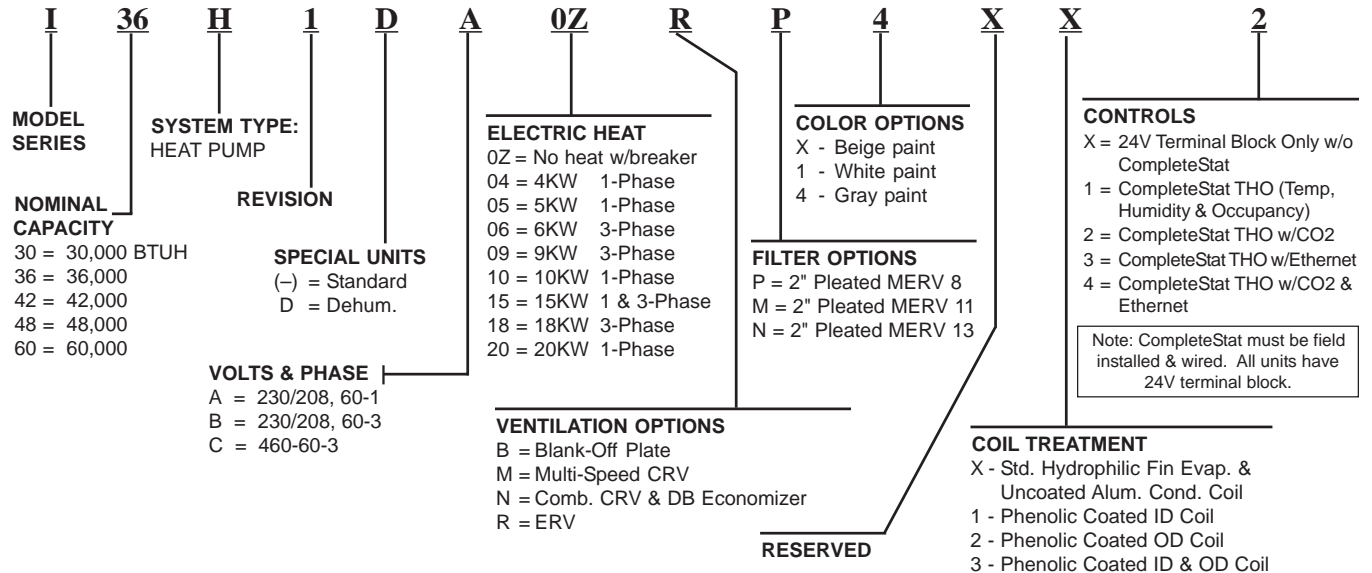 I 36 H 1 D A 0Z R P 4 X X 2
MODEL
SERIES
SYSTEM TYPE:
HEAT PUMP
NOMINAL
CAPACITY
30 = 30,000 BTUH
36 = 36,000
42 = 42,000
48 = 48,000
60 = 60,000
REVISION
SPECIAL UNITS
(–) = Standard
D = Dehum.
VOLTS & PHASE
A = 230/208, 60-1
B = 230/208, 60-3
C = 460-60-3
ELECTRIC HEAT
0Z = No heat w/breaker
04 = 4KW 1-Phase
05 = 5KW 1-Phase
06 = 6KW 3-Phase
09 = 9KW 3-Phase
10 = 10KW 1-Phase
15 = 15KW 1 & 3-Phase
18 = 18KW 3-Phase
20 = 20KW 1-Phase
VENTILATION OPTIONS
B = Blank-Off Plate
M = Multi-Speed CRV
N = Comb. CRV & DB Economizer
R = ERV
COLOR OPTIONS
X - Beige paint
1 - White paint
4 - Gray paint
FILTER OPTIONS
P = 2" Pleated MERV 8
M = 2" Pleated MERV 11
N = 2" Pleated MERV 13
RESERVED
CONTROLS
X = 24V Terminal Block Only w/o
CompleteStat
1 = CompleteStat THO (Temp,
Humidity & Occupancy)
2 = CompleteStat THO w/CO2
3 = CompleteStat THO w/Ethernet
4 = CompleteStat THO w/CO2 &
Ethernet
Note: CompleteStat must be field
installed & wired. All units have
24V terminal block.
COIL TREATMENT
X - Std. Hydrophilic Fin Evap. &
Uncoated Alum. Cond. Coil
1 - Phenolic Coated ID Coil
2 - Phenolic Coated OD Coil
3 - Phenolic Coated ID & OD Coil